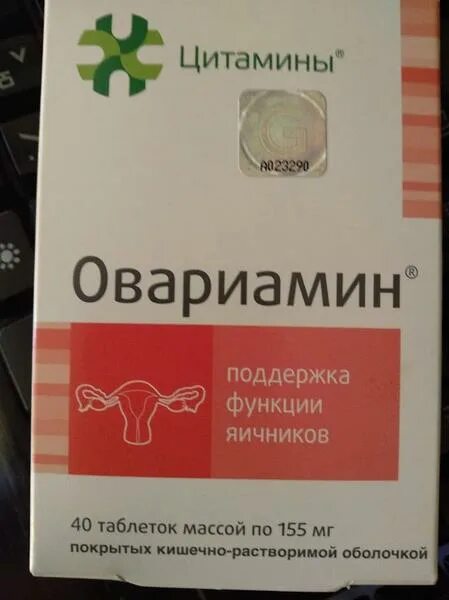 Цитамины®
G
A023290
Овариамин®
поддержка
функции
яичников
40 таблеток массой по 155 мг
покрытых кишечно-растворимой оболочкой